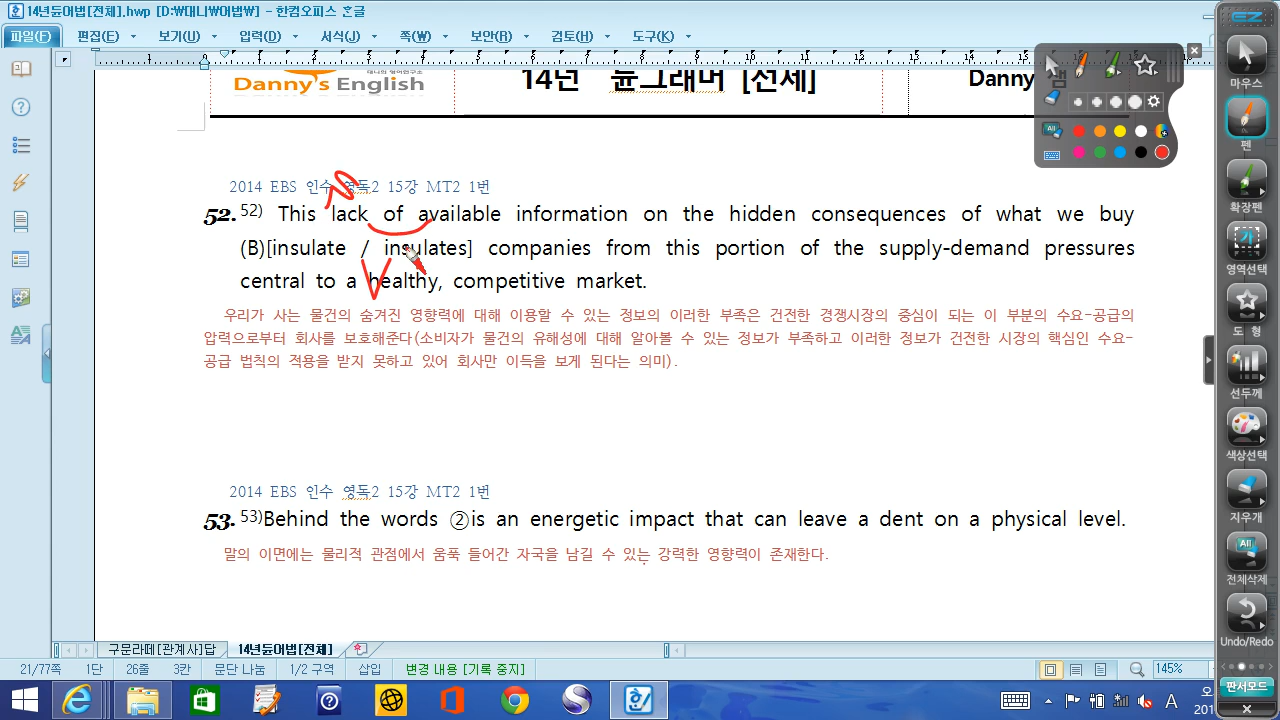 14년듄어법[전체].hwp [D:₩대니₩어법₩] - 한컴오피스 흔글
파일(F) 편집(E) 보기(U) 입력(D) 서식(J) 쪽(W) 보안(R) 검토(H) 도구(K)
Danny's English 14년 듄그래머 [전체] Danny
2014 EBS 인수 영독2 15강 MT2 1번
52. 52) This lack of available information on the hidden consequences of what we buy
(B)[insulate / insulates] companies from this portion of the supply-demand pressures
central to a healthy, competitive market.
우리가 사는 물건의 숨겨진 영향력에 대해 이용할 수 있는 정보의 이러한 부족은 건전한 경쟁시장의 중심이 되는 이 부분의 수요-공급의
압력으로부터 회사를 보호해준다(소비자가 물건의 유해성에 대해 알아볼 수 있는 정보가 부족하고 이러한 정보가 건전한 시장의 핵심인 수요-
공급 법칙의 적용을 받지 못하고 있어 회사만 이득을 보게 된다는 의미).
2014 EBS 인수 영독2 15강 MT2 1번
53. 53)Behind the words ②is an energetic impact that can leave a dent on a physical level.
말의 이면에는 물리적 관점에서 움푹 들어간 자국을 남길 수 있는 강력한 영향력이 존재한다.
구문라떼[관계사]답 14년듄어법[전체]
21/77쪽 1단 26줄 3칸 문단 나눔 1/2 구역 삽입 변경 내용 [기록 중지] 145%
EZ
마우스
펜
확장펜
영역선택
도 형
선두께
색상선택
지우개
All
전체삭제
Undo/Redo
판서모드
A